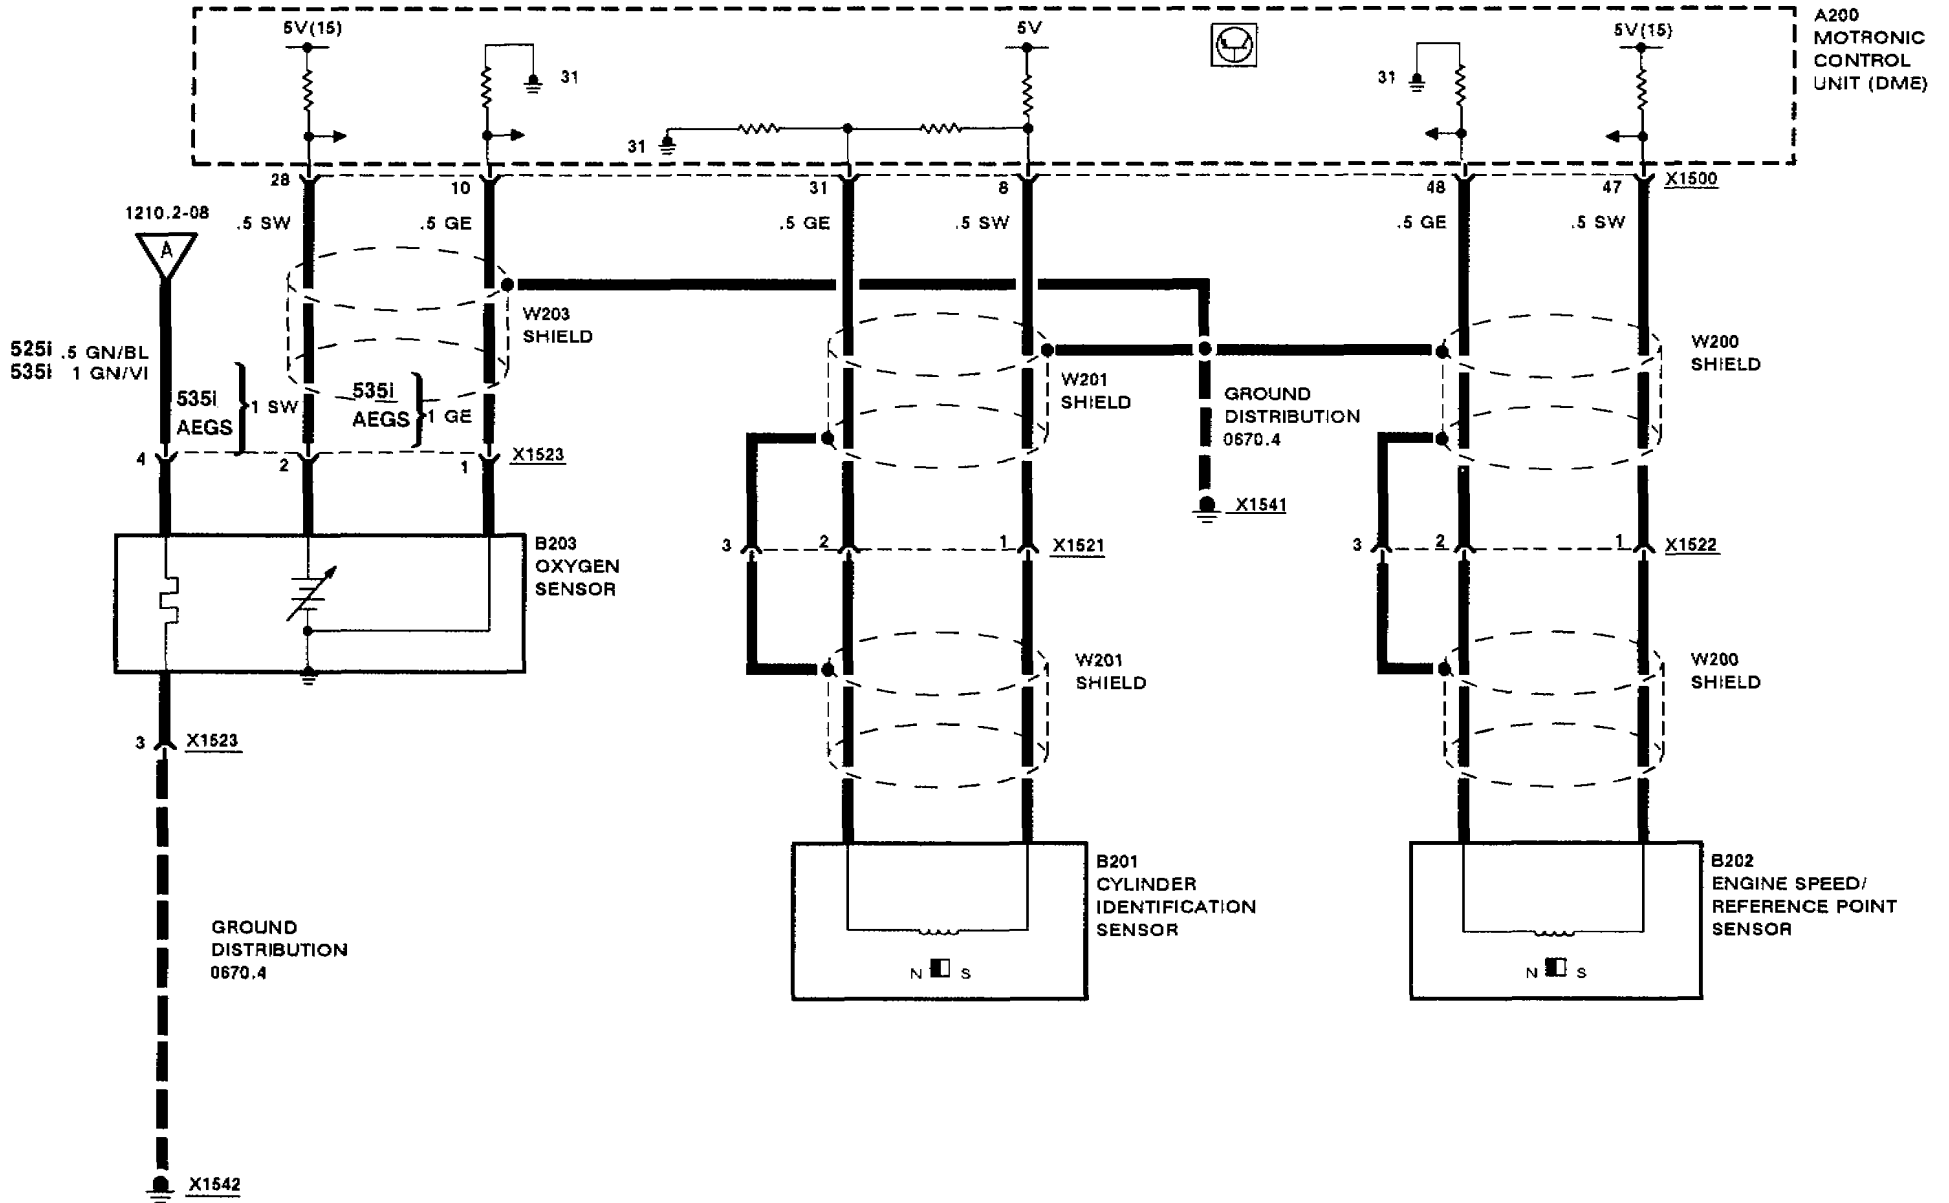 5V(15)
5V
5V(15)
A200
MOTRONIC
CONTROL
UNIT (DME)
31
31
31
28
10
31
8
48
47
X1500
1210.2-08
A
.5 SW
.5 GE
.5 GE
.5 SW
.5 GE
.5 SW
W203
SHIELD
525i .5 GN/BL
535i 1 GN/VI
535i
AEGS
1 SW
535i
AEGS
1 GE
W201
SHIELD
GROUND
DISTRIBUTION
0670.4
W200
SHIELD
4
2
1
X1523
X1541
3
2
1
X1521
3
2
1
X1522
B203
OXYGEN
SENSOR
W201
SHIELD
W200
SHIELD
3
X1523
B201
CYLINDER
IDENTIFICATION
SENSOR
N S
B202
ENGINE SPEED/
REFERENCE POINT
SENSOR
N S
GROUND
DISTRIBUTION
0670.4
X1542